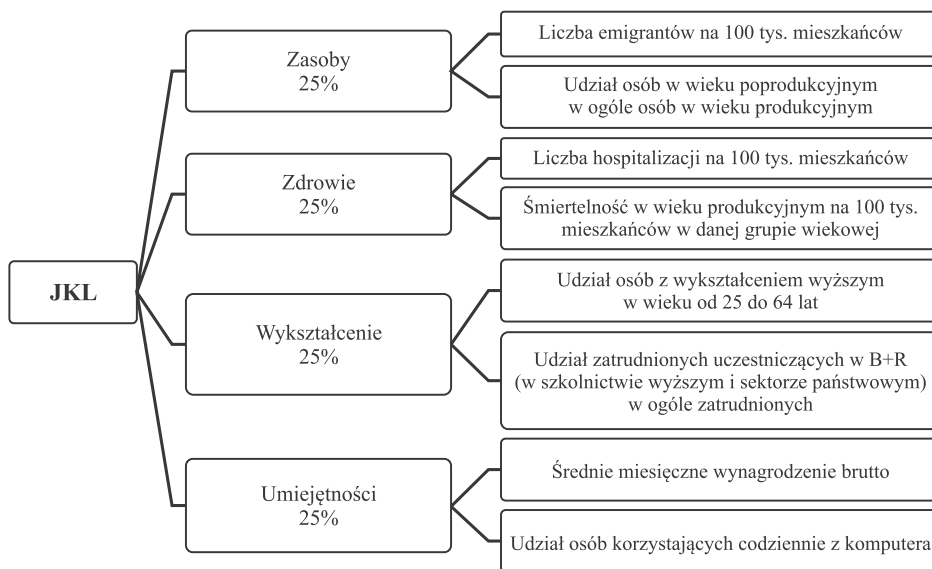 JKL
Zasoby
25%
Liczba emigrantów na 100 tys. mieszkańców
Udział osób w wieku poprodukcyjnym
w ogóle osób w wieku produkcyjnym
Zdrowie
25%
Liczba hospitalizacji na 100 tys. mieszkańców
Śmiertelność w wieku produkcyjnym na 100 tys.
mieszkańców w danej grupie wiekowej
Wykształcenie
25%
Udział osób z wykształceniem wyższym
w wieku od 25 do 64 lat
Udział zatrudnionych uczestniczących w B+R
(w szkolnictwie wyższym i sektorze państwowym)
w ogóle zatrudnionych
Umiejętności
25%
Średnie miesięczne wynagrodzenie brutto
Udział osób korzystających codziennie z komputera